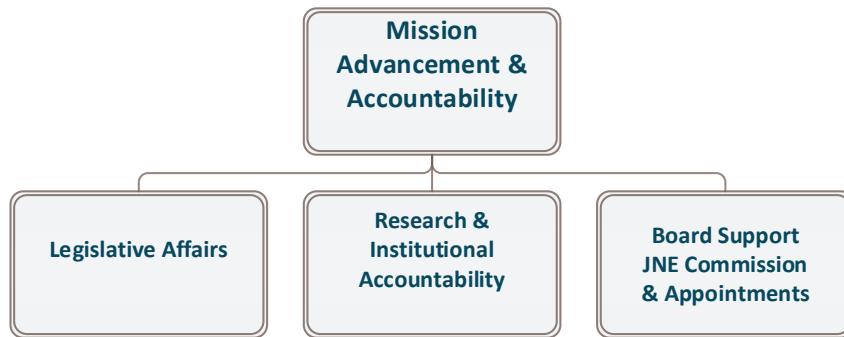 Mission
Advancement &
Accountability
Legislative Affairs
Research &
Institutional
Accountability
Board Support
JNE Commission
& Appointments